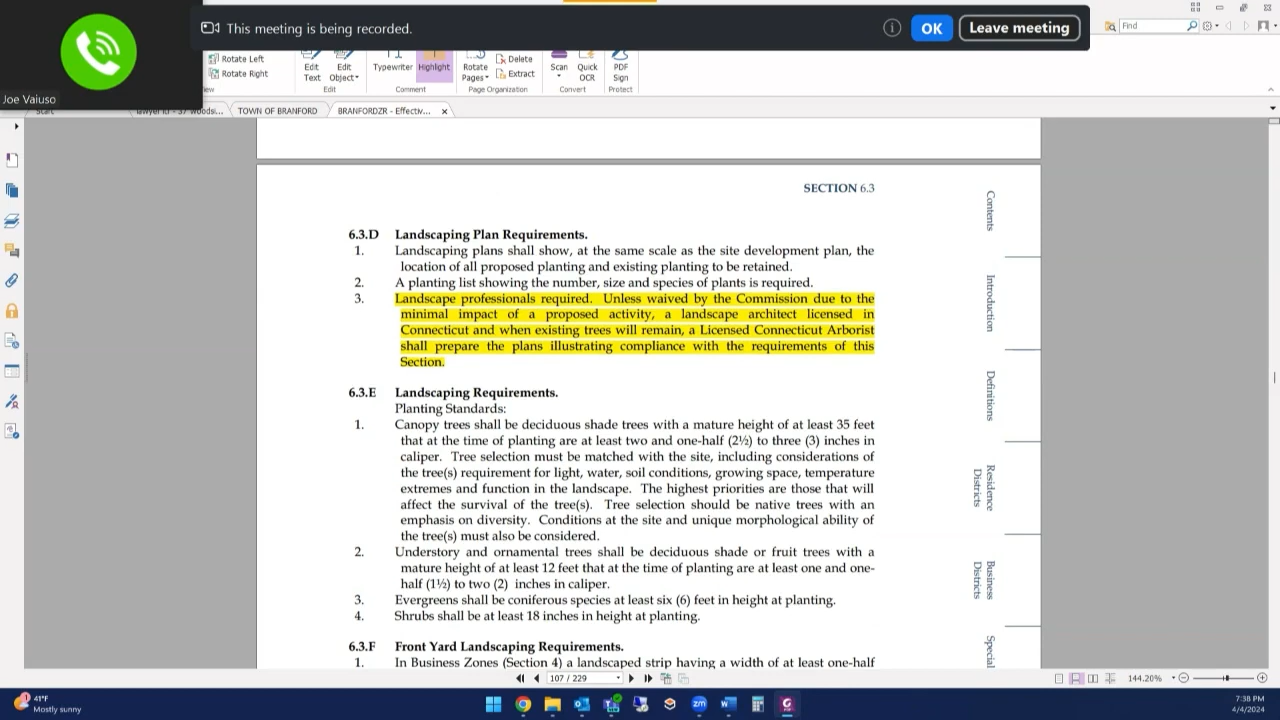 This meeting is being recorded.
OK
Leave meeting
Find
Joe Vaiuso
Rotate Left
Rotate Right
Edit Text
Edit Object
Edit
Typewriter
Highlight
Comment
Rotate Pages
Delete
Extract
Page Organization
Scan
Quick OCR
Convert
PDF Sign
Protect
TOWN OF BRANFORD
BRANFORDZR - Effectiv...
SECTION 6.3
6.3.D Landscaping Plan Requirements.
1. Landscaping plans shall show, at the same scale as the site development plan, the
location of all proposed planting and existing planting to be retained.
2. A planting list showing the number, size and species of plants is required.
3. Landscape professionals required. Unless waived by the Commission due to the
minimal impact of a proposed activity, a landscape architect licensed in
Connecticut and when existing trees will remain, a Licensed Connecticut Arborist
shall prepare the plans illustrating compliance with the requirements of this
Section.
6.3.E Landscaping Requirements.
Planting Standards:
1. Canopy trees shall be deciduous shade trees with a mature height of at least 35 feet
that at the time of planting are at least two and one-half (2½) to three (3) inches in
caliper. Tree selection must be matched with the site, including considerations of
the tree(s) requirement for light, water, soil conditions, growing space, temperature
extremes and function in the landscape. The highest priorities are those that will
affect the survival of the tree(s). Tree selection should be native trees with an
emphasis on diversity. Conditions at the site and unique morphological ability of
the tree(s) must also be considered.
2. Understory and ornamental trees shall be deciduous shade or fruit trees with a
mature height of at least 12 feet that at the time of planting are at least one and one-
half (1½) to two (2) inches in caliper.
3. Evergreens shall be coniferous species at least six (6) feet in height at planting.
4. Shrubs shall be at least 18 inches in height at planting.
6.3.F Front Yard Landscaping Requirements.
1. In Business Zones (Section 4) a landscaped strip having a width of at least one-half
Contents
Introduction
Definitions
Residence
Districts
Business
Districts
Special
107 / 229
144.20%
41°F
Mostly sunny
7:38 PM
4/4/2024